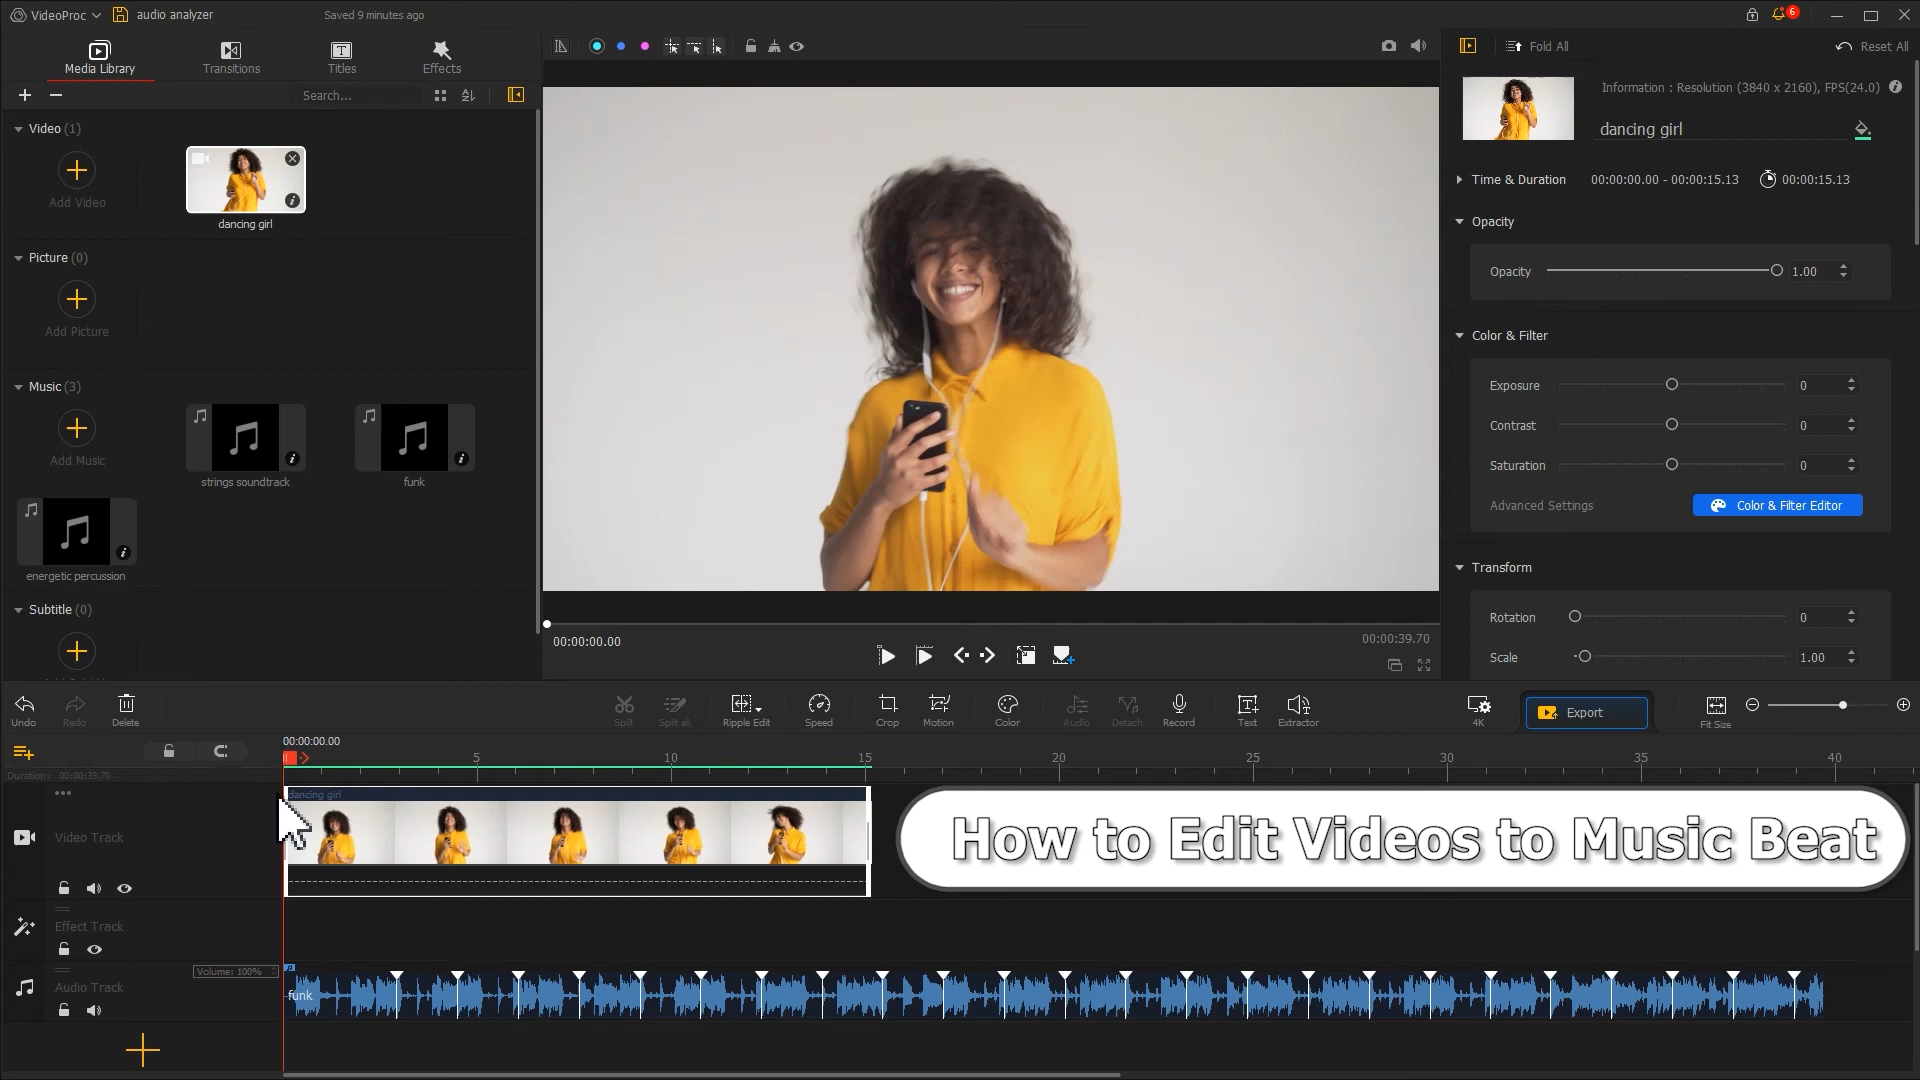 VideoProc
audio analyzer
Saved 9 minutes ago
6
Media Library
Transitions
Titles
Effects
Fold All
Reset All
Search...
Information : Resolution (3840 x 2160), FPS(24.0)
dancing girl
Video (1)
Add Video
dancing girl
Time & Duration
00:00:00.00 - 00:00:15.13
00:00:15.13
Opacity
Opacity
1.00
Picture (0)
Add Picture
Color & Filter
Exposure
0
Contrast
0
Saturation
0
Advanced Settings
Color & Filter Editor
Music (3)
Add Music
strings soundtrack
funk
energetic percussion
Transform
Rotation
0
Scale
1.00
Subtitle (0)
00:00:00.00
00:00:39.70
Undo
Redo
Delete
Split
Split all
Ripple Edit
Speed
Crop
Motion
Color
Audio
Detach
Record
Text
Extractor
4K
Export
Fit Size
00:00:00.00
5
10
15
20
25
30
35
40
Duration: 00:00:39.70
dancing girl
Video Track
How to Edit Videos to Music Beat
Effect Track
Volume: 100%
Audio Track
funk